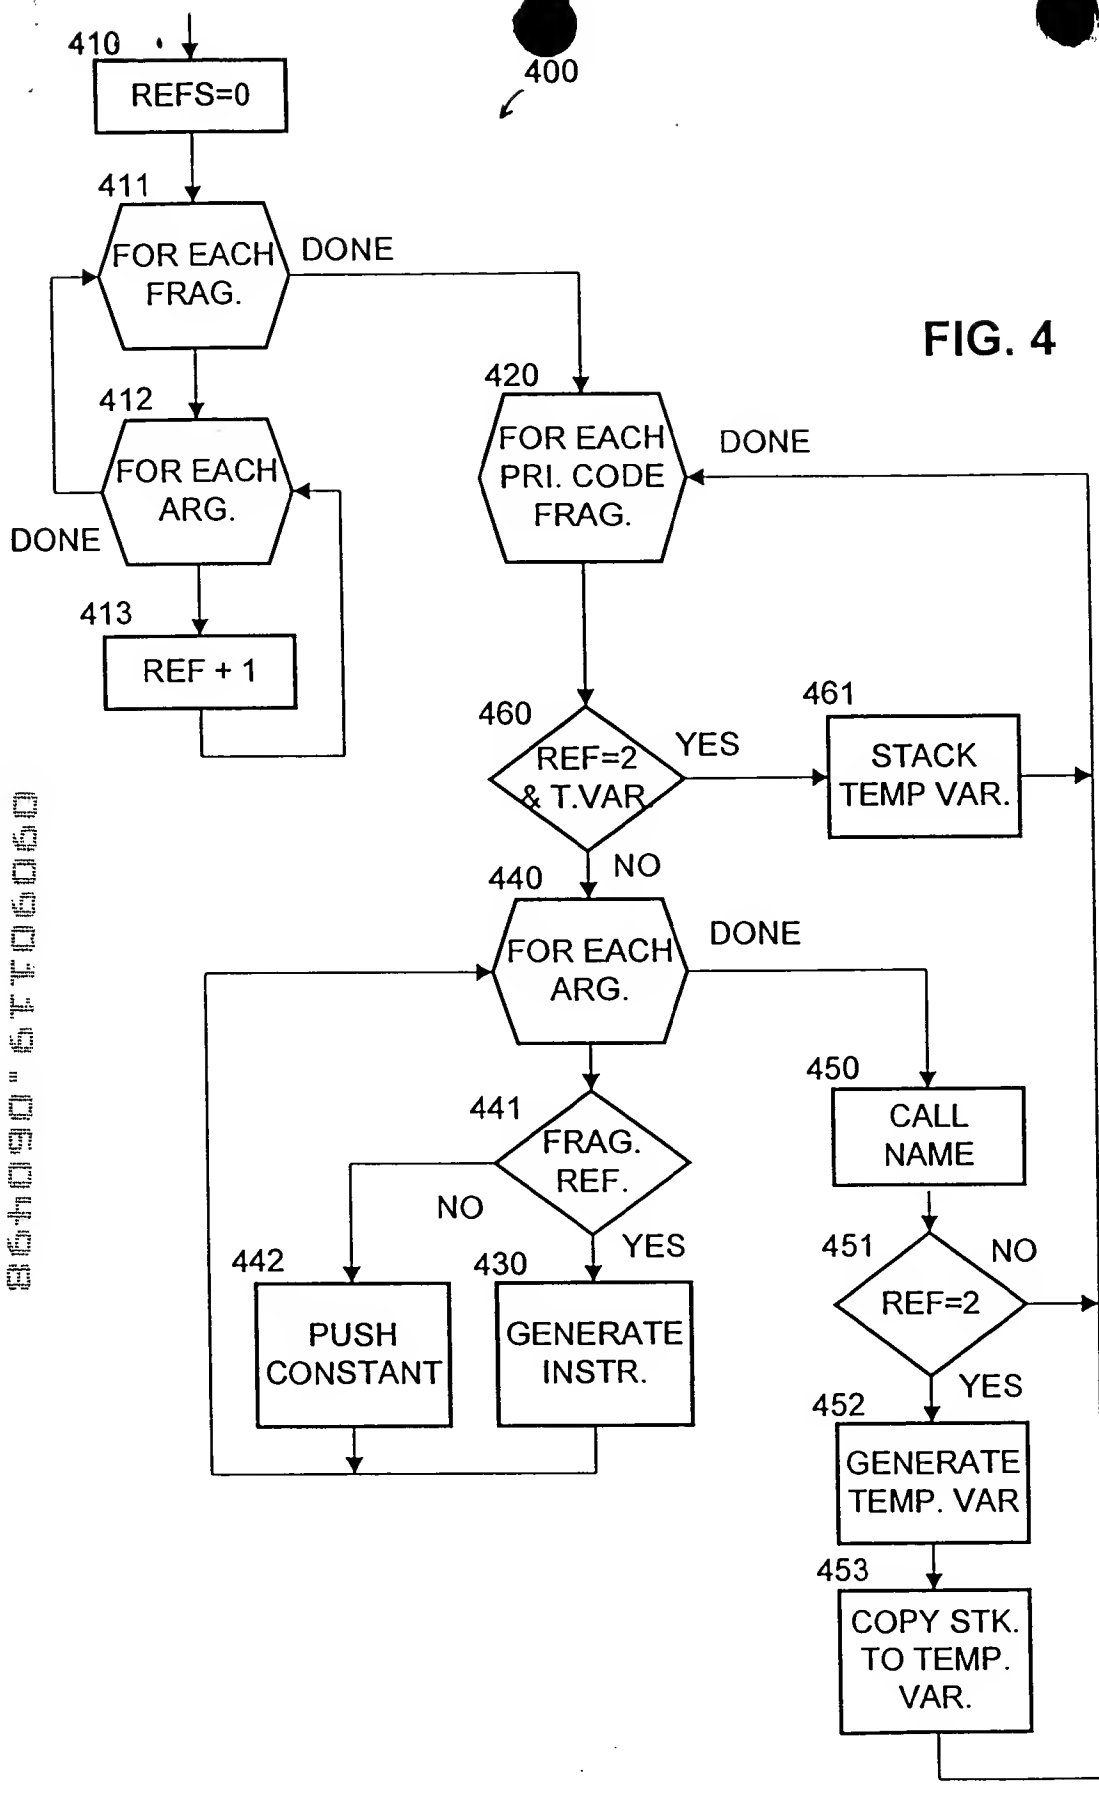 410
400
REFS=0
411
FOR EACH
FRAG.
DONE
FIG. 4
412
FOR EACH
ARG.
DONE
413
REF + 1
420
FOR EACH
PRI. CODE
FRAG.
DONE
460
REF=2
& T.VAR.
YES
NO
461
STACK
TEMP VAR.
440
FOR EACH
ARG.
DONE
441
FRAG.
REF.
NO
YES
442
PUSH
CONSTANT
430
GENERATE
INSTR.
450
CALL
NAME
451
REF=2
NO
YES
452
GENERATE
TEMP. VAR
453
COPY STK.
TO TEMP.
VAR.
09090119.060498